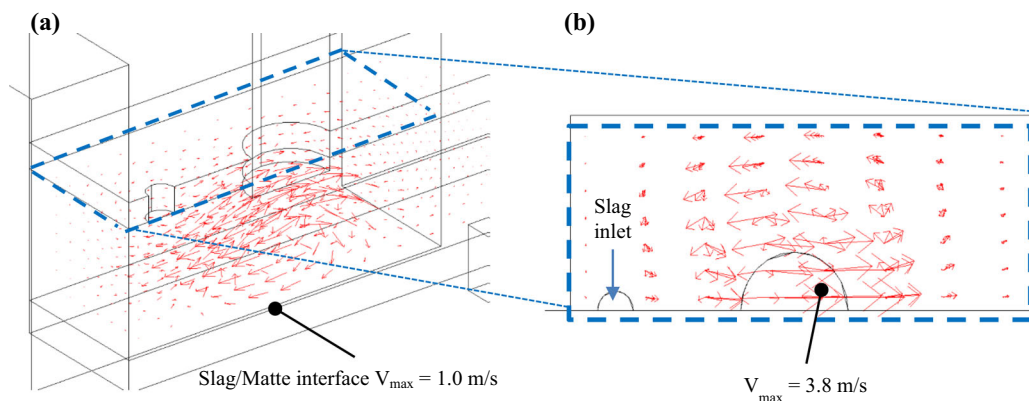 (a)
(b)
Slag
inlet
Slag/Matte interface Vmax = 1.0 m/s
Vmax = 3.8 m/s